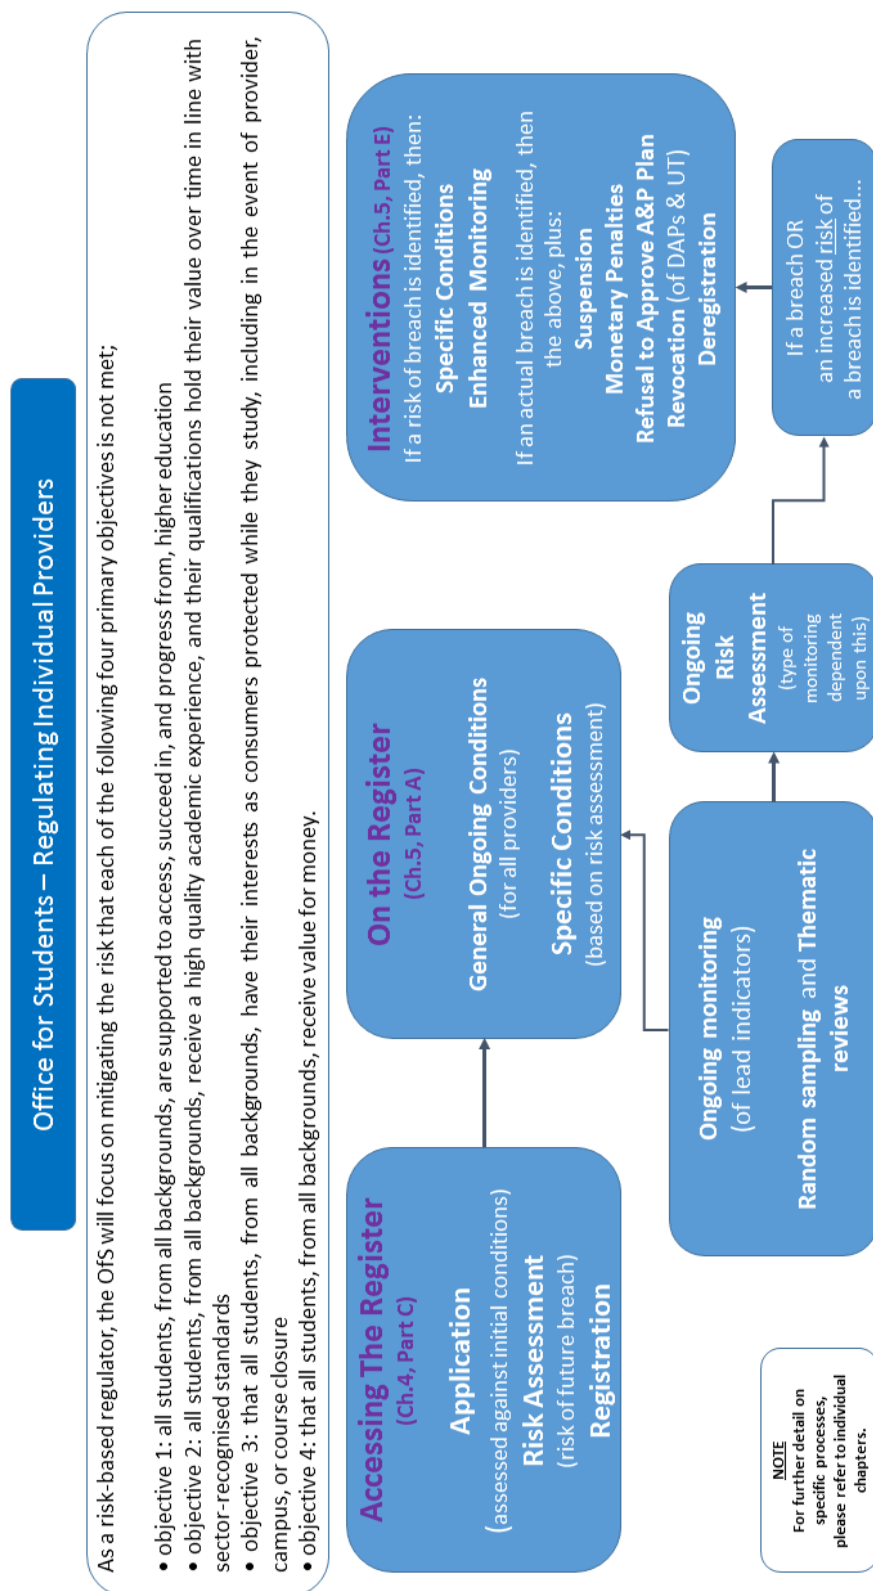 Office for Students – Regulating Individual Providers
As a risk-based regulator, the OfS will focus on mitigating the risk that each of the following four primary objectives is not met;
• objective 1: all students, from all backgrounds, are supported to access, succeed in, and progress from, higher education
• objective 2: all students, from all backgrounds, receive a high quality academic experience, and their qualifications hold their value over time in line with
sector-recognised standards
• objective 3: that all students, from all backgrounds, have their interests as consumers protected while they study, including in the event of provider,
campus, or course closure
• objective 4: that all students, from all backgrounds, receive value for money.
Accessing The Register
(Ch.4, Part C)
Application
(assessed against initial conditions)
Risk Assessment
(risk of future breach)
Registration
On the Register
(Ch.5, Part A)
General Ongoing Conditions
(for all providers)
Specific Conditions
(based on risk assessment)
Interventions (Ch.5, Part E)
If a risk of breach is identified, then:
Specific Conditions
Enhanced Monitoring
If an actual breach is identified, then
the above, plus:
Suspension
Monetary Penalties
Refusal to Approve A&P Plan
Revocation (of DAPs & UT)
Deregistration
NOTE
For further detail on
specific processes,
please refer to individual
chapters.
Ongoing monitoring
(of lead indicators)
Random sampling and Thematic
reviews
Ongoing
Risk
Assessment
(type of
monitoring
dependent
upon this)
If a breach OR
an increased risk of
a breach is identified...